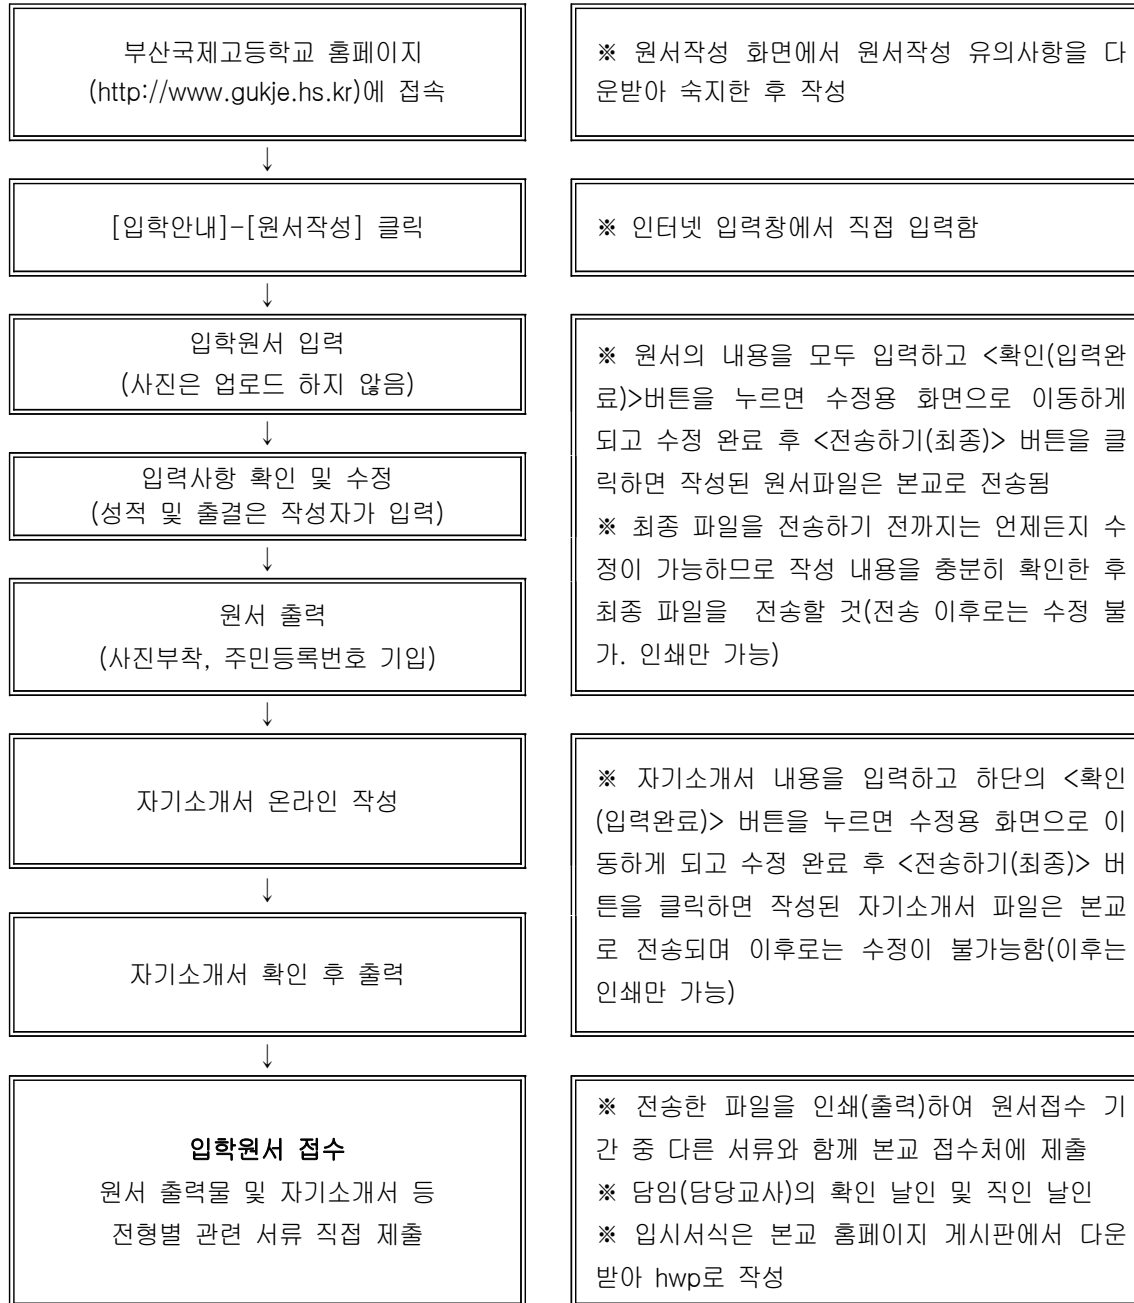 부산국제고등학교 홈페이지
(http://www.gukje.hs.kr)에 접속
※ 원서작성 화면에서 원서작성 유의사항을 다
운받아 숙지한 후 작성
↓
[입학안내]-[원서작성] 클릭
※ 인터넷 입력창에서 직접 입력함
↓
입학원서 입력
(사진은 업로드 하지 않음)
↓
입력사항 확인 및 수정
(성적 및 출결은 작성자가 입력)
↓
원서 출력
(사진부착, 주민등록번호 기입)
※ 원서의 내용을 모두 입력하고 <확인(입력완
료)>버튼을 누르면 수정용 화면으로 이동하게
되고 수정 완료 후 <전송하기(최종)> 버튼을 클
릭하면 작성된 원서파일은 본교로 전송됨
※ 최종 파일을 전송하기 전까지는 언제든지 수
정이 가능하므로 작성 내용을 충분히 확인한 후
최종 파일을 전송할 것(전송 이후로는 수정 불
가. 인쇄만 가능)
↓
자기소개서 온라인 작성
↓
자기소개서 확인 후 출력
※ 자기소개서 내용을 입력하고 하단의 <확인
(입력완료)> 버튼을 누르면 수정용 화면으로 이
동하게 되고 수정 완료 후 <전송하기(최종)> 버
튼을 클릭하면 작성된 자기소개서 파일은 본교
로 전송되며 이후로는 수정이 불가능함(이후는
인쇄만 가능)
↓
입학원서 접수
원서 출력물 및 자기소개서 등
전형별 관련 서류 직접 제출
※ 전송한 파일을 인쇄(출력)하여 원서접수 기
간 중 다른 서류와 함께 본교 접수처에 제출
※ 담임(담당교사)의 확인 날인 및 직인 날인
※ 입시서식은 본교 홈페이지 게시판에서 다운
받아 hwp로 작성